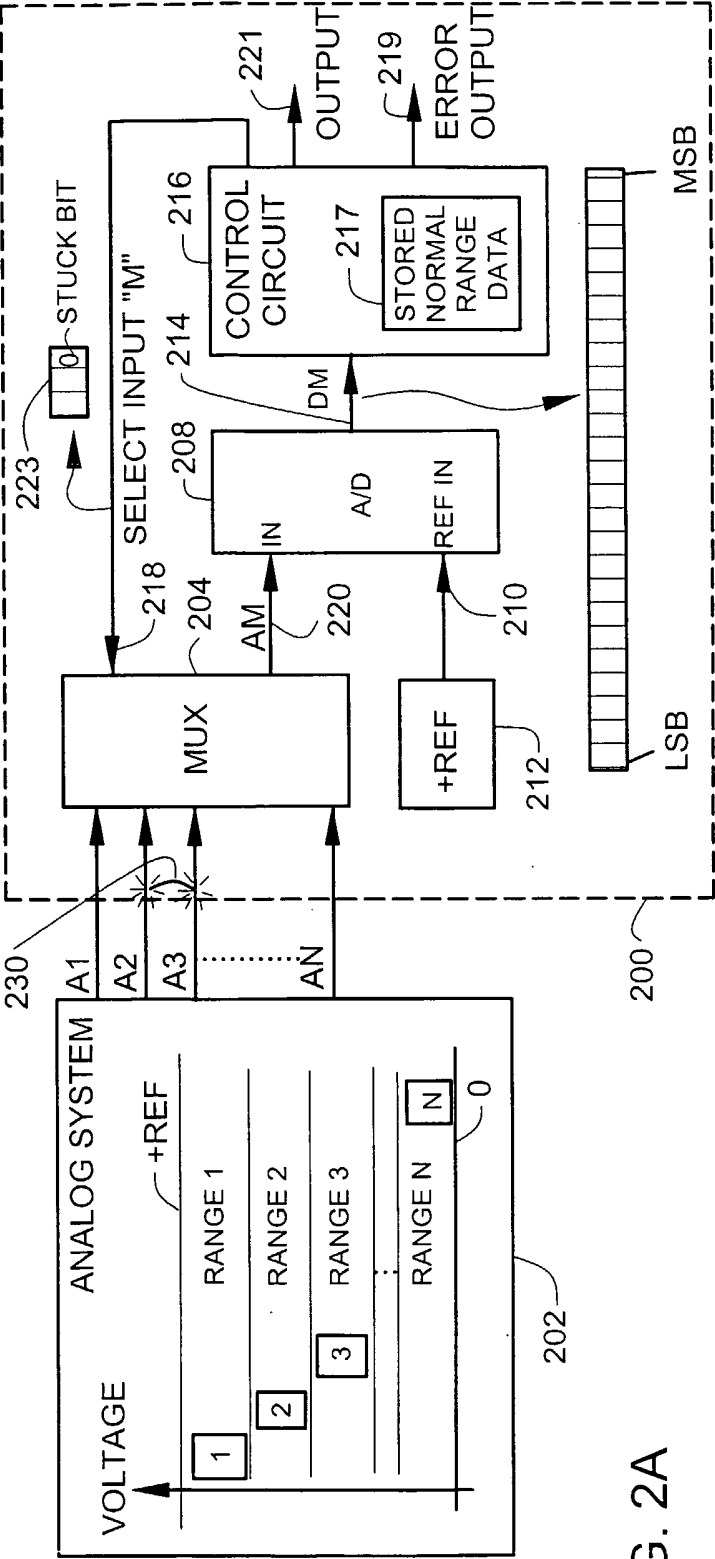 ANALOG SYSTEM
VOLTAGE
+REF
RANGE 1
RANGE 2
RANGE 3
RANGE N
1
2
3
N
0
202
A1
A2
A3
AN
230
200
MUX
204
218
SELECT INPUT "M"
223
0
STUCK BIT
AM
220
+REF
212
210
208
IN
A/D
REF IN
214
DM
216
CONTROL
CIRCUIT
217
STORED
NORMAL
RANGE
DATA
221
OUTPUT
219
ERROR
OUTPUT
LSB
MSB
G. 2A